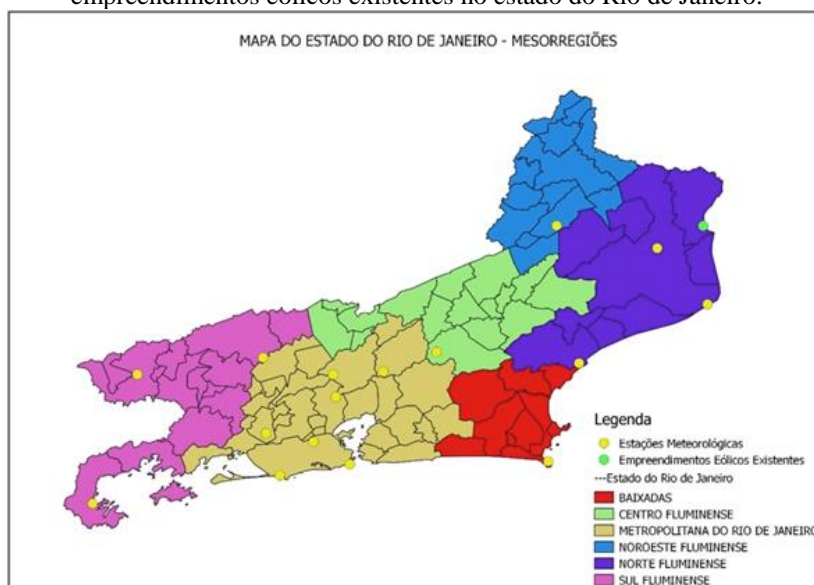 empreendimentos eólicos existentes no estado do Rio de Janeiro.
MAPA DO ESTADO DO RIO DE JANEIRO - MESORREGIÕES
Legenda
Estações Meteorológicas
Empreendimentos Eólicos Existentes
Estado do Rio de Janeiro
BAIXADAS
CENTRO FLUMINENSE
METROPOLITANA DO RIO DE JANEIRO
NOROESTE FLUMINENSE
NORTE FLUMINENSE
SUL FLUMINENSE